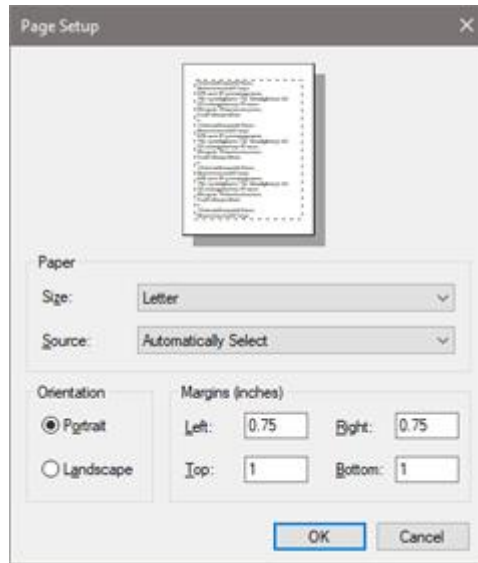 Page Setup
Paper
Size: Letter
Source: Automatically Select
Orientation Margins (inches)
Portrait Left: 0.75 Right: 0.75
Landscape Top: 1 Bottom: 1
OK Cancel